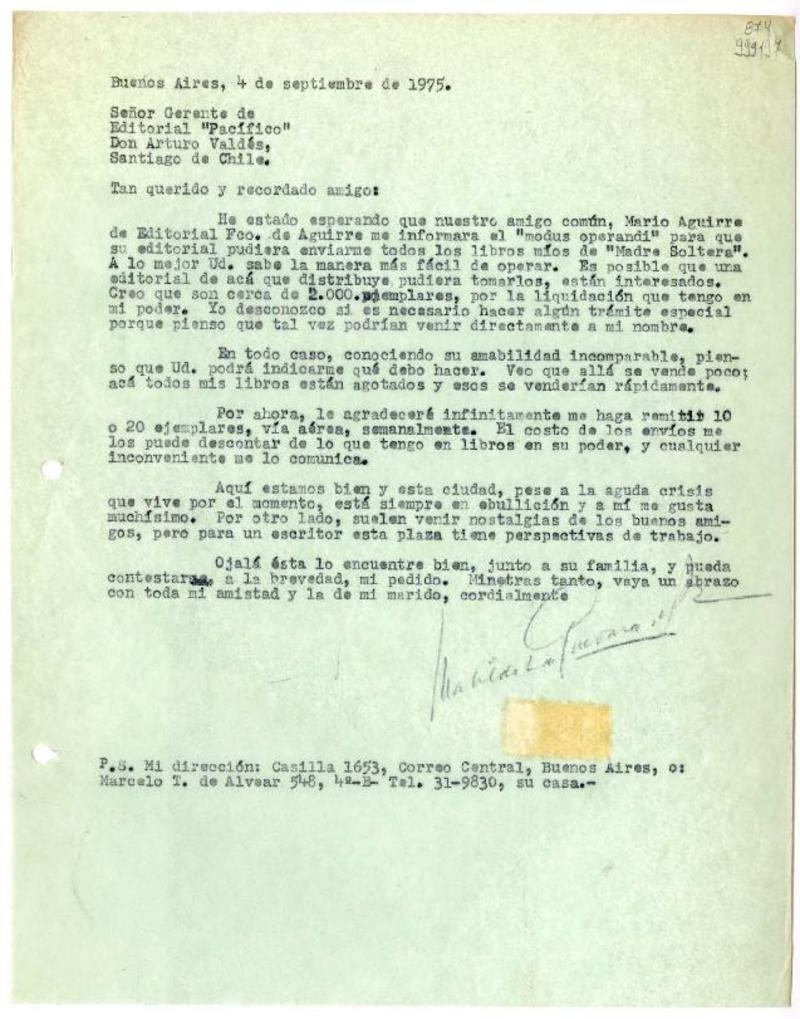 874
Buenos Aires, 4 de septiembre de 1975.
Señor Gerente de
Editorial "Pacífico"
Don Arturo Valdés,
Santiago de Chile.
Tan querido y recordado amigo:
He estado esperando que nuestro amigo común, Mario Aguirre
de Editorial Fco. de Aguirre me informara el "modus operandi" para que
su editorial pudiera enviarme todos los libros míos de "Madre Soltera".
A lo mejor Ud. sabe la manera más fácil de operar. Es posible que una
editorial de acá que distribuye pudiera tomarlos, están interesados.
Creo que son cerca de 2.000.ejemplares, por la liquidación que tengo en
mi poder. Yo desconozco si es necesario hacer algún trámite especial
porque pienso que tal vez podrían venir directamente a mi nombre.
En todo caso, conociendo su amabilidad incomparable, pien-
so que Ud. podrá indicarme qué debo hacer. Veo que allá se vende poco;
acá todos mis libros están agotados y esos se venderían rápidamente.
Por ahora, le agradeceré infinitamente me haga remitir 10
o 20 ejemplares, vía aérea, semanalmente. El costo de los envíos me
los puede descontar de lo que tengo en libros en su poder, y cualquier
inconveniente me lo comunica.
Aquí estamos bien y esta ciudad, pese a la aguda crisis
que vive por el momento, está siempre en ebullición y a mí me gusta
muchísimo. Por otro lado, suelen venir nostalgias de los buenos ami-
gos, pero para un escritor esta plaza tiene perspectivas de trabajo.
Ojalá ésta lo encuentre bien, junto a su familia, y pueda
contestar, a la brevedad, mi pedido. Minetras tanto, vaya un abrazo
con toda mi amistad y la de mi marido, cordialmente
Matilde Ladrón de Guevara
P.S. Mi dirección: Casilla 1653, Correo Central, Buenos Aires, o:
Marcelo T. de Alvear 548, 4º-B- Tel. 31-9830, su casa.-